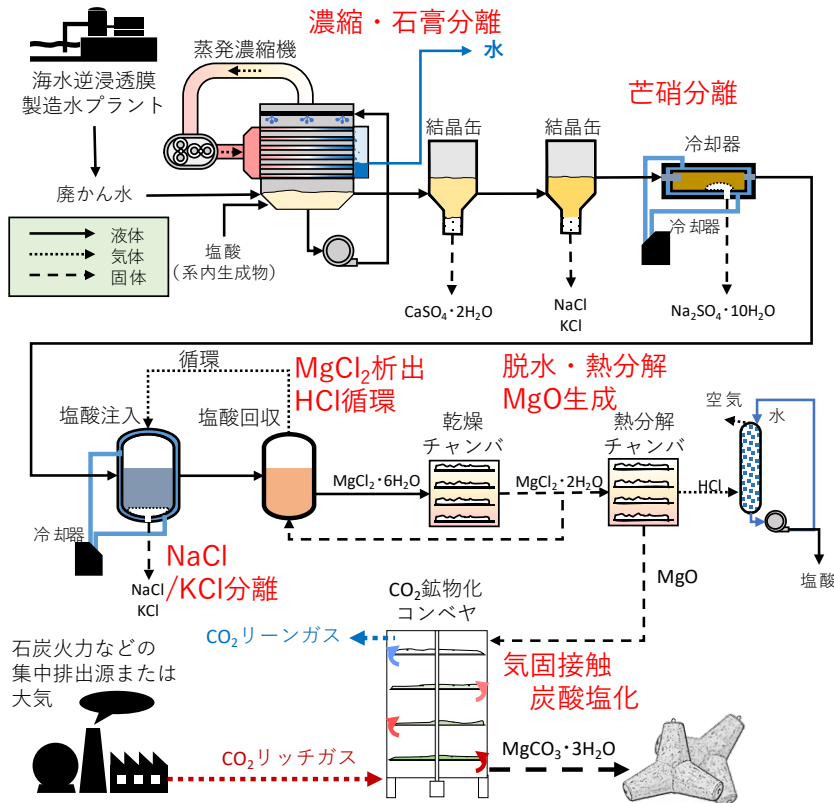 濃縮・石膏分離
蒸発濃縮機
水
海水逆浸透膜
製造水プラント
芒硝分離
結晶缶
結晶缶
冷却器
廃かん水
冷却器
液体
気体
固体
塩酸
（系内生成物）
CaSO₄・2H₂O
NaCl
KCl
Na₂SO₄・10H₂O
循環
MgCl₂析出
HCl循環
脱水・熱分解
MgO生成
塩酸注入
塩酸回収
乾燥
チャンバ
熱分解
チャンバ
空気
水
MgCl₂・6H₂O
MgCl₂・2H₂O
HCl
冷却器
NaCl
KCl
NaCl
/KCl分離
MgO
塩酸
CO₂鉱物化
コンベヤ
CO₂リーンガス
石炭火力などの
集中排出源または
大気
気固接触
炭酸塩化
CO₂リッチガス
MgCO₃・3H₂O